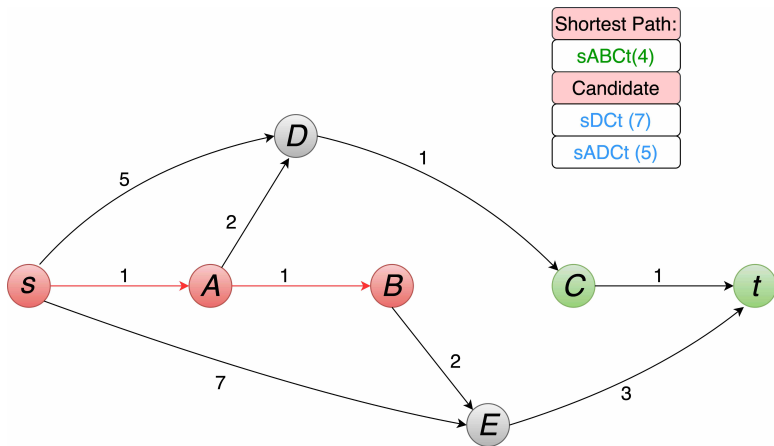 Shortest Path:
sABCt(4)
Candidate
sDCt (7)
sADCt (5)
D
5
1
2
s
1
A
1
B
C
1
t
2
7
3
E